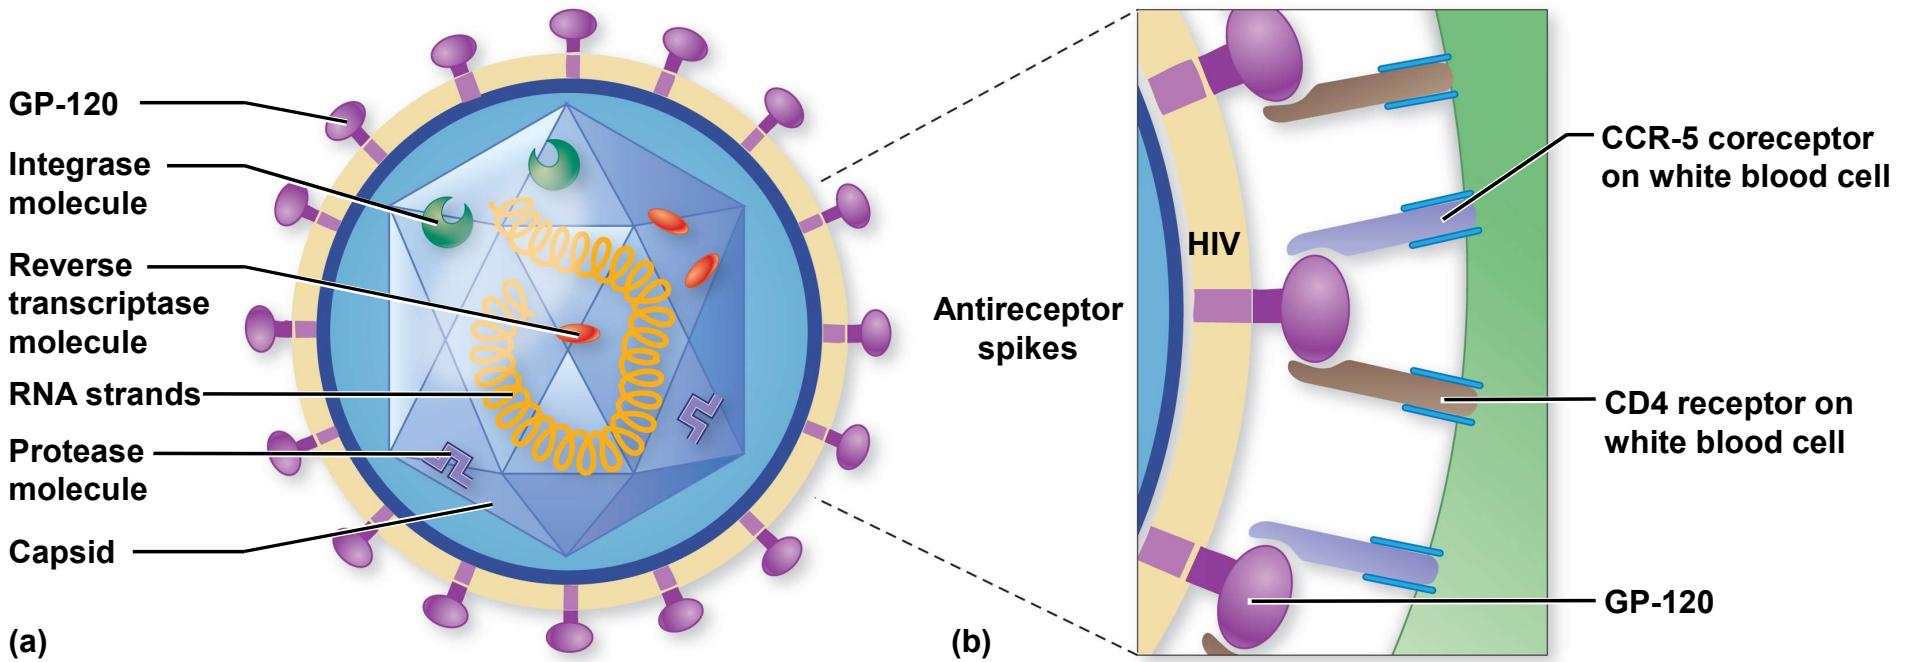 GP-120
Integrase
molecule
Reverse
transcriptase
molecule
RNA strands
Protease
molecule
Capsid
(a)
Antireceptor
spikes
HIV
CCR-5 coreceptor
on white blood cell
CD4 receptor on
white blood cell
GP-120
(b)